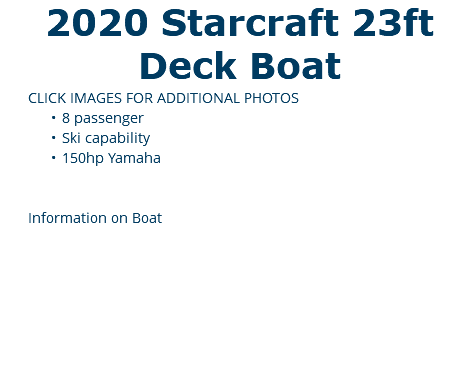 2020 Starcraft 23ft
Deck Boat
CLICK IMAGES FOR ADDITIONAL PHOTOS
• 8 passenger
• Ski capability
• 150hp Yamaha
Information on Boat